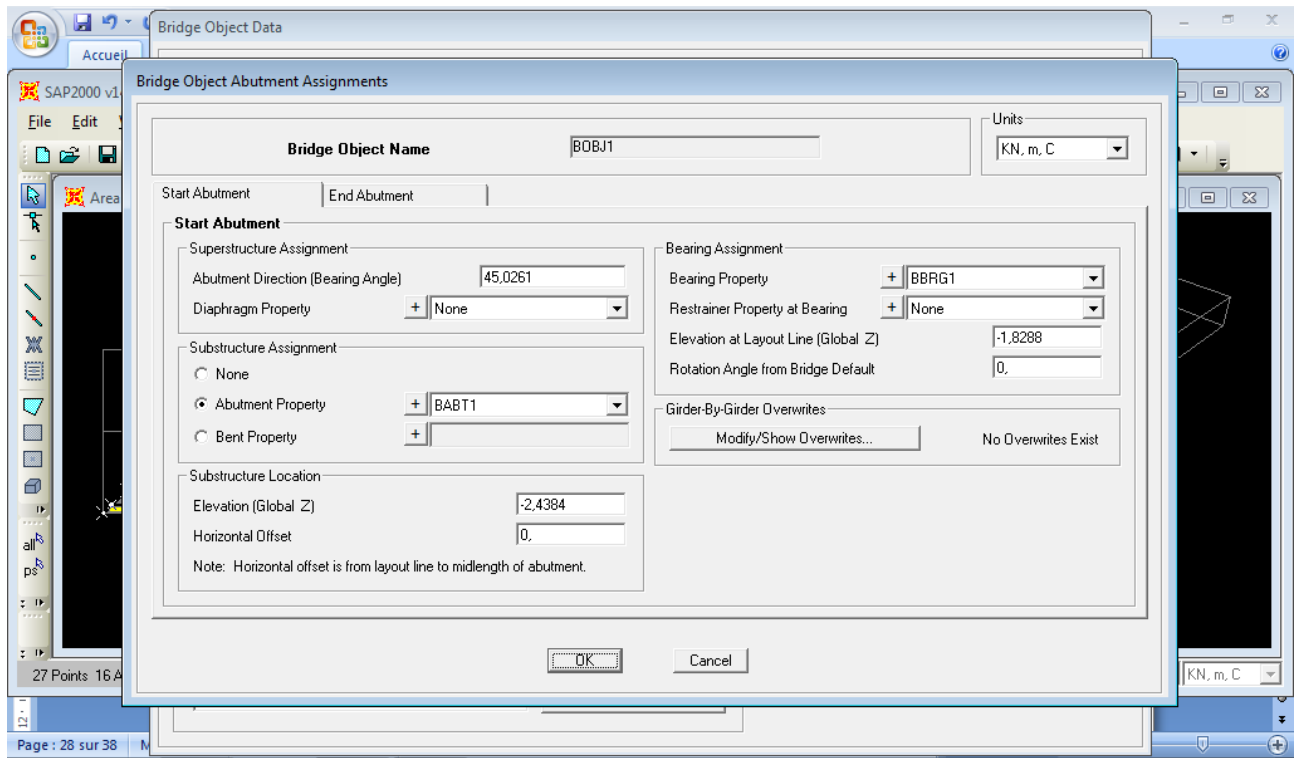 Bridge Object Data
Accueil
Bridge Object Abutment Assignments
SAP2000 v1
File Edit
Bridge Object Name
BOBJ1
Units
KN, m, C
Area
Start Abutment
End Abutment
Start Abutment
Superstructure Assignment
Abutment Direction (Bearing Angle)
45,0261
Diaphragm Property
+
None
Substructure Assignment
None
Abutment Property
+
BABT1
Bent Property
+
Substructure Location
Elevation (Global Z)
-2,4384
Horizontal Offset
0,
Note: Horizontal offset is from layout line to midlength of abutment.
Bearing Assignment
Bearing Property
+
BBRG1
Restrainer Property at Bearing
+
None
Elevation at Layout Line (Global Z)
-1,8288
Rotation Angle from Bridge Default
0,
Girder-By-Girder Overwrites
Modify/Show Overwrites...
No Overwrites Exist
all
ps
OK
Cancel
27 Points 16 A
KN, m, C
12
Page : 28 sur 38
M